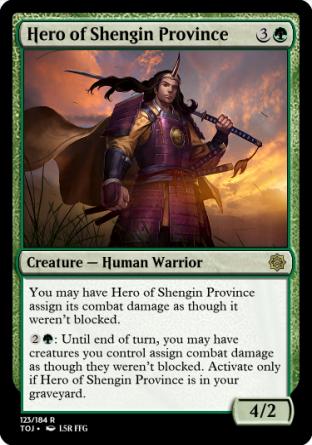 Hero of Shengin Province 3
Creature — Human Warrior
You may have Hero of Shengin Province
assign its combat damage as though it
weren't blocked.
2 : Until end of turn, you may have
creatures you control assign combat damage
as though they weren't blocked. Activate only
if Hero of Shengin Province is in your
graveyard.
4/2
123/184 R
TOJ • LSR FFG